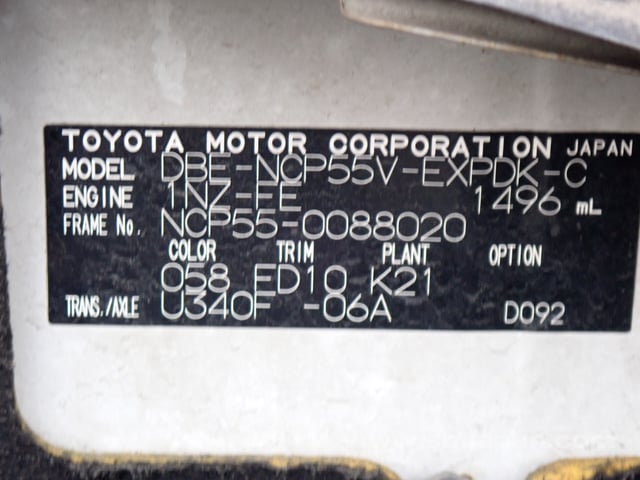 TOYOTA MOTOR CORPORATION JAPAN
MODEL DBE-NCP55V-EXPDK-C
ENGINE 1NZ-FE 1496 mL
FRAME No. NCP55-0088020
COLOR TRIM PLANT OPTION
058 FD10 K21
TRANS./AXLE U340F -06A D092